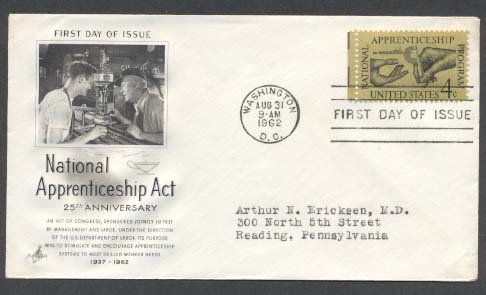 FIRST DAY OF ISSUE
National
Apprenticeship Act
25TH ANNIVERSARY
AN ACT OF CONGRESS, SPONSORED JOINTLY IN 1937
BY MANAGEMENT AND LABOR, UNDER THE DIRECTION
OF THE U.S. DEPARTMENT OF LABOR. ITS PURPOSE
WAS TO STIMULATE AND ENCOURAGE APPRENTICESHIP
SYSTEMS TO MEET SKILLED WORKER NEEDS
1937-1962
WASHINGTON
AUG 31
9-AM
1962
D.C.
NATIONAL
APPRENTICESHIP
PROGRAM
UNITED STATES 4c
FIRST DAY OF ISSUE
Arthur N. Ericksen, M.D.
300 North 5th Street
Reading, Pennsylvania